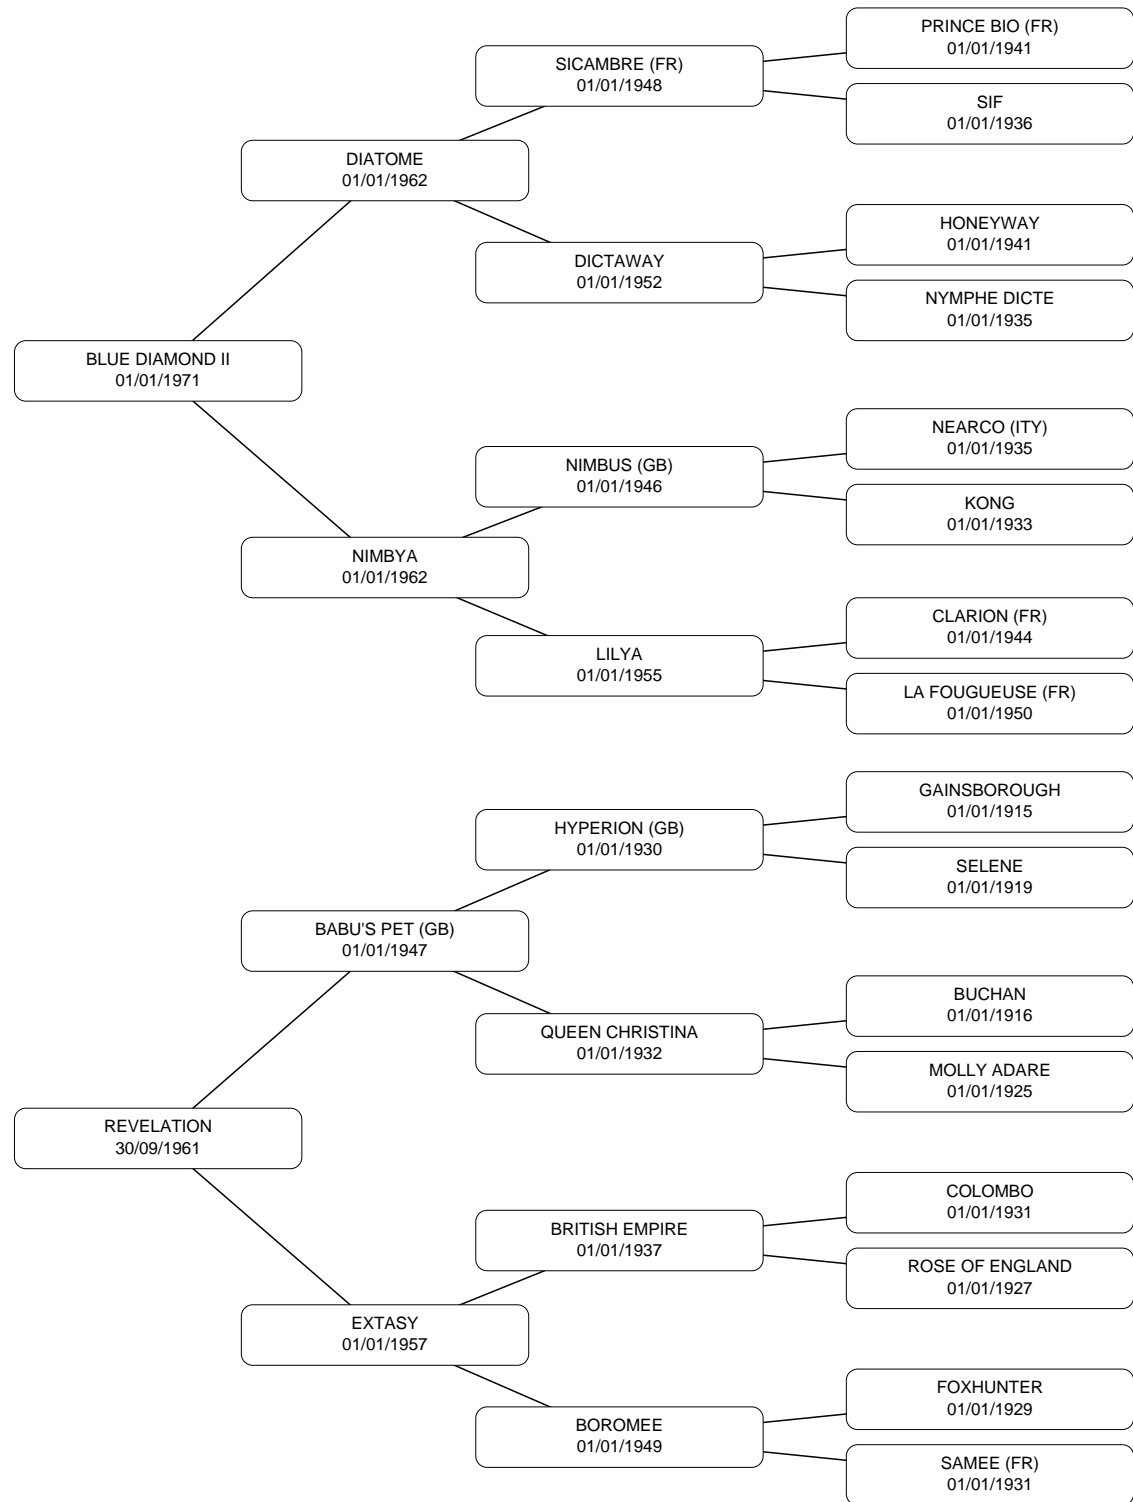 PRINCE BIO (FR)
01/01/1941
SICAMBRE (FR)
01/01/1948
SIF
01/01/1936
DIATOME
01/01/1962
HONEYWAY
01/01/1941
DICTAWAY
01/01/1952
NYMPHE DICTE
01/01/1935
BLUE DIAMOND II
01/01/1971
NEARCO (ITY)
01/01/1935
NIMBUS (GB)
01/01/1946
KONG
01/01/1933
NIMBYA
01/01/1962
CLARION (FR)
01/01/1944
LILYA
01/01/1955
LA FOUGUEUSE (FR)
01/01/1950
GAINSBOROUGH
01/01/1915
HYPERION (GB)
01/01/1930
SELENE
01/01/1919
BABU'S PET (GB)
01/01/1947
BUCHAN
01/01/1916
QUEEN CHRISTINA
01/01/1932
MOLLY ADARE
01/01/1925
REVELATION
30/09/1961
COLOMBO
01/01/1931
BRITISH EMPIRE
01/01/1937
ROSE OF ENGLAND
01/01/1927
EXTASY
01/01/1957
FOXHUNTER
01/01/1929
BOROMEE
01/01/1949
SAMEE (FR)
01/01/1931